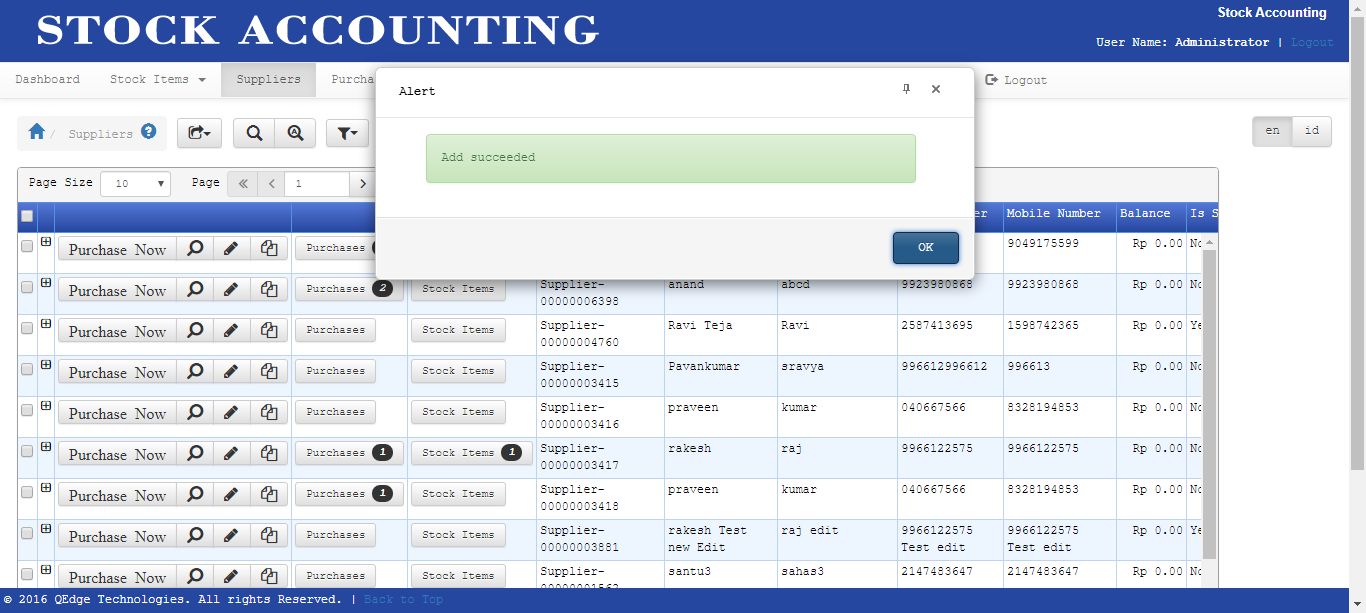 STOCK ACCOUNTING
Stock Accounting
User Name: Administrator | Logout
Dashboard Stock Items Suppliers Purcha Logout
Alert
Suppliers
en id
Add succeeded
Page Size 10 Page 1
OK
er Mobile Number Balance Is S
Purchase Now Purchases 9049175599 Rp 0.00 No
Purchase Now Purchases 2 Stock Items Supplier- anand abcd 9923980868 9923980868 Rp 0.00 No
00000006398
Purchase Now Purchases Stock Items Supplier- Ravi Teja Ravi 2587413695 1598742365 Rp 0.00 Ye
00000004760
Purchase Now Purchases Stock Items Supplier- Pavankumar sravya 996612996612 996613 Rp 0.00 No
00000003415
Purchase Now Purchases Stock Items Supplier- praveen kumar 040667566 8328194853 Rp 0.00 No
00000003416
Purchase Now Purchases 1 Stock Items 1 Supplier- rakesh raj 9966122575 9966122575 Rp 0.00 No
00000003417
Purchase Now Purchases 1 Stock Items Supplier- praveen kumar 040667566 8328194853 Rp 0.00 No
00000003418
Purchase Now Purchases Stock Items Supplier- rakesh Test raj edit 9966122575 9966122575 Rp 0.00 Ye
00000003881 new Edit Test edit Test edit
Purchase Now Purchases Stock Items Supplier- santu3 sahas3 2147483647 2147483647 Rp 0.00 No
© 2016 QEdge Technologies. All rights Reserved. | Back to Top